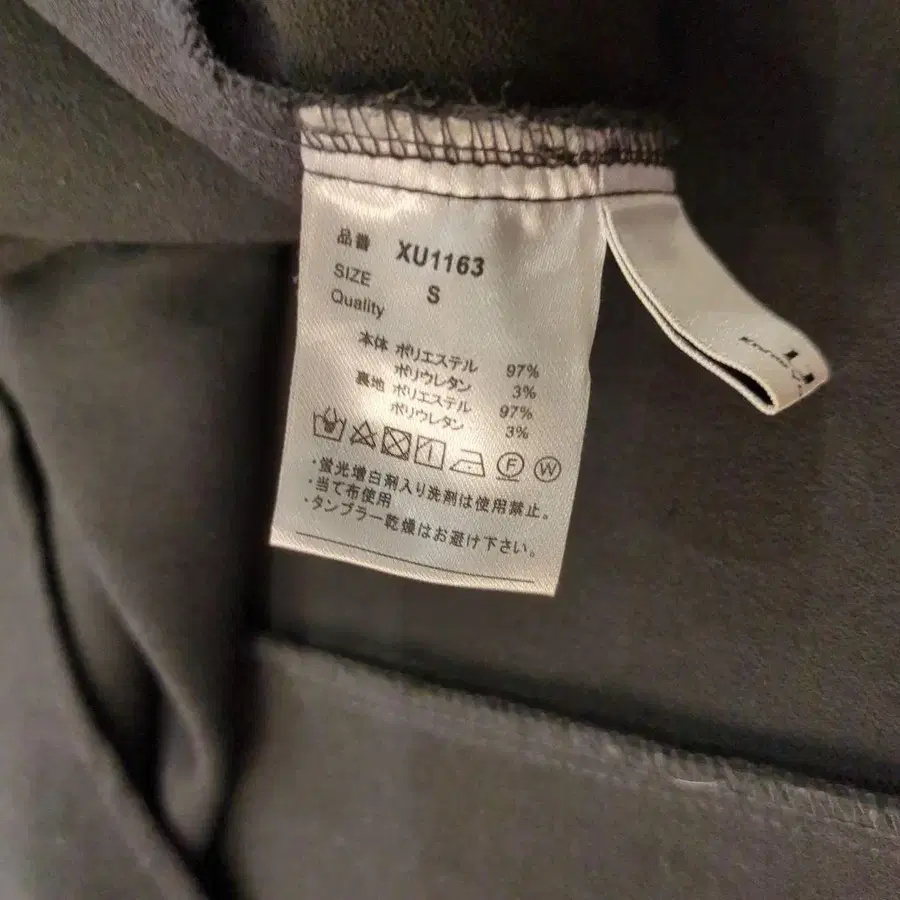 品番 XU1163
SIZE S
Quality
本体 ポリエステル 97%
ポリウレタン 3%
裏地 ポリエステル 97%
ポリウレタン 3%
F W
・蛍光増白剤入り洗剤は使用禁止。
・当て布使用
・タンブラー乾燥はお避け下さい。